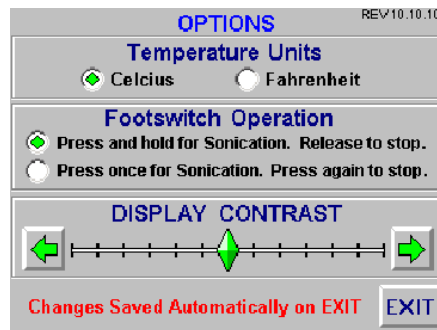 OPTIONS
REV10.10.10
Temperature Units
Celcius
Fahrenheit
Footswitch Operation
Press and hold for Sonication. Release to stop.
Press once for Sonication. Press again to stop.
DISPLAY CONTRAST
Changes Saved Automatically on EXIT
EXIT